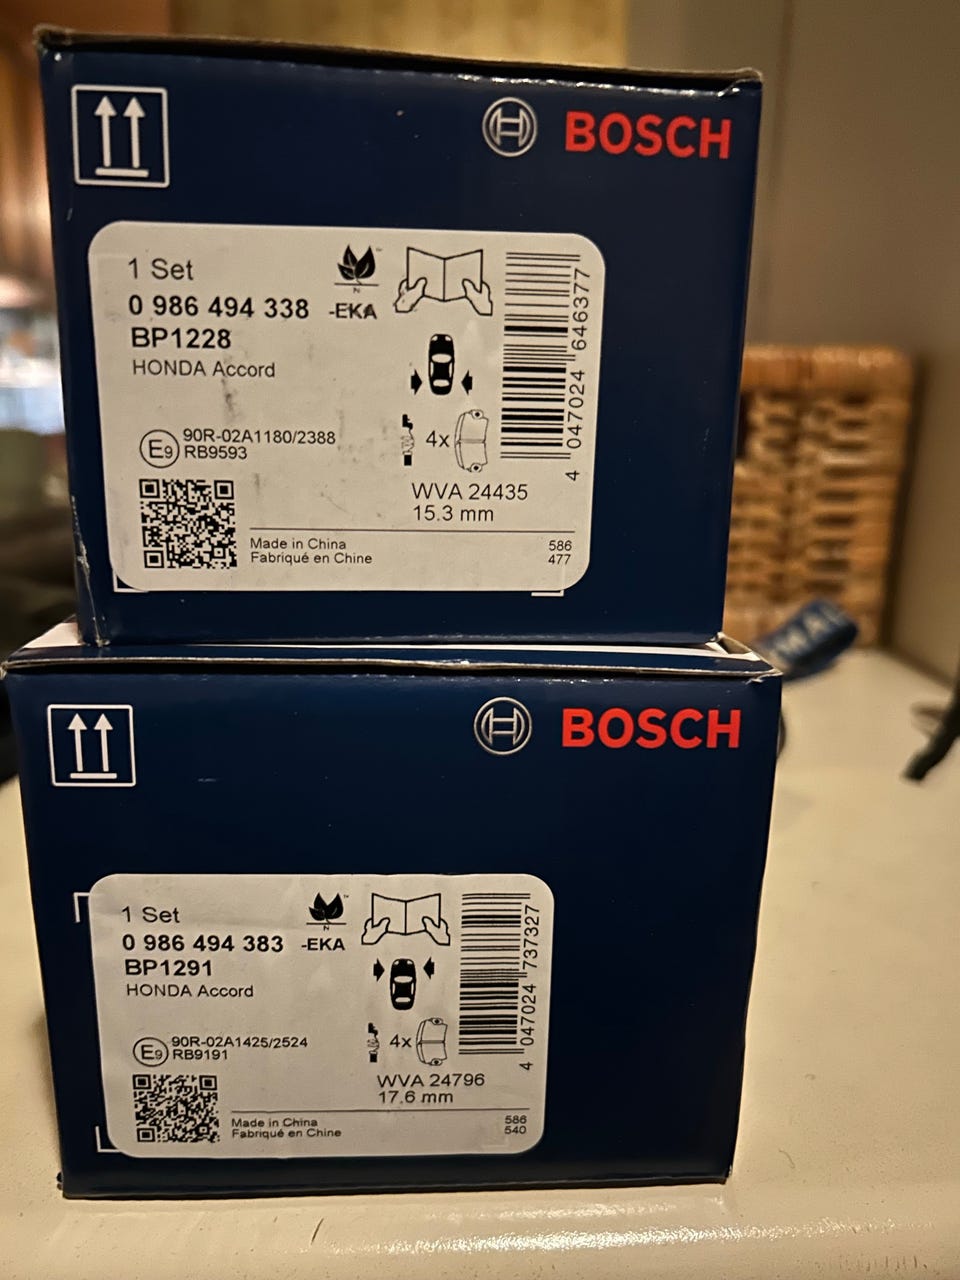 BOSCH
1 Set
0 986 494 338 -EKA
BP1228
HONDA Accord
E9 90R-02A1180/2388
RB9593
4x
WVA 24435
15.3 mm
Made in China
Fabriqué en Chine
586
477
4 047024 646377
BOSCH
1 Set
0 986 494 383 -EKA
BP1291
HONDA Accord
E9 90R-02A1425/2524
RB9191
4x
WVA 24796
17.6 mm
Made in China
Fabriqué en Chine
586
540
4 047024 737327